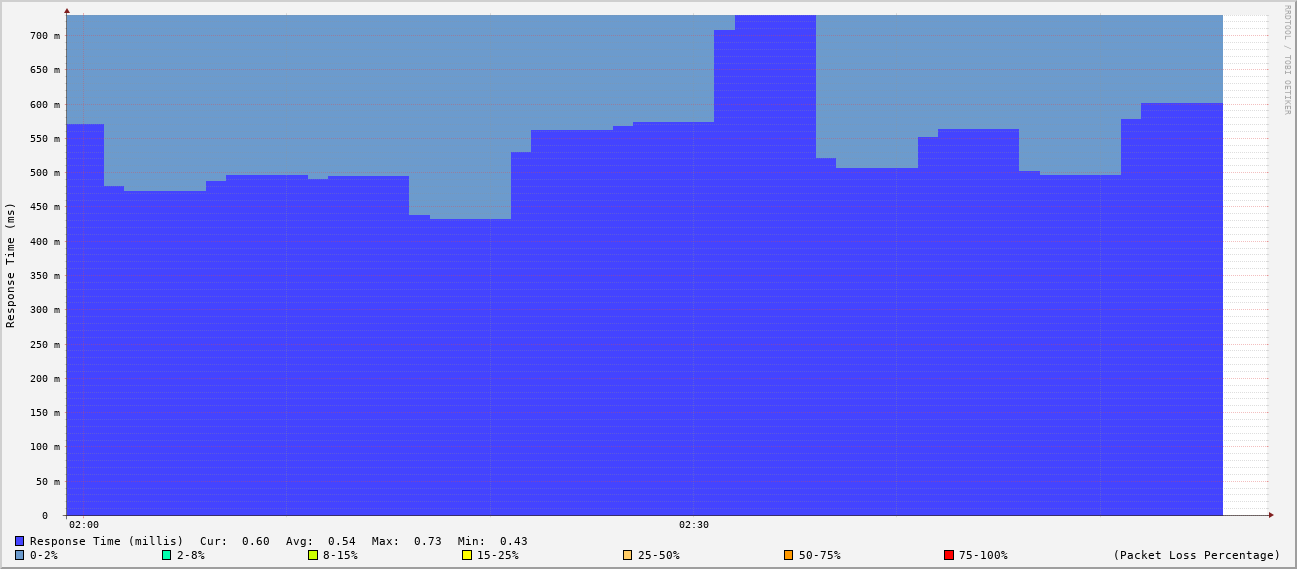 RRDTOOL / TOBI OETIKER
Response Time (ms)
700 m
650 m
600 m
550 m
500 m
450 m
400 m
350 m
300 m
250 m
200 m
150 m
100 m
50 m
0
02:00 02:30
Response Time (millis) Cur: 0.60 Avg: 0.54 Max: 0.73 Min: 0.43
0-2% 2-8% 8-15% 15-25% 25-50% 50-75% 75-100% (Packet Loss Percentage)